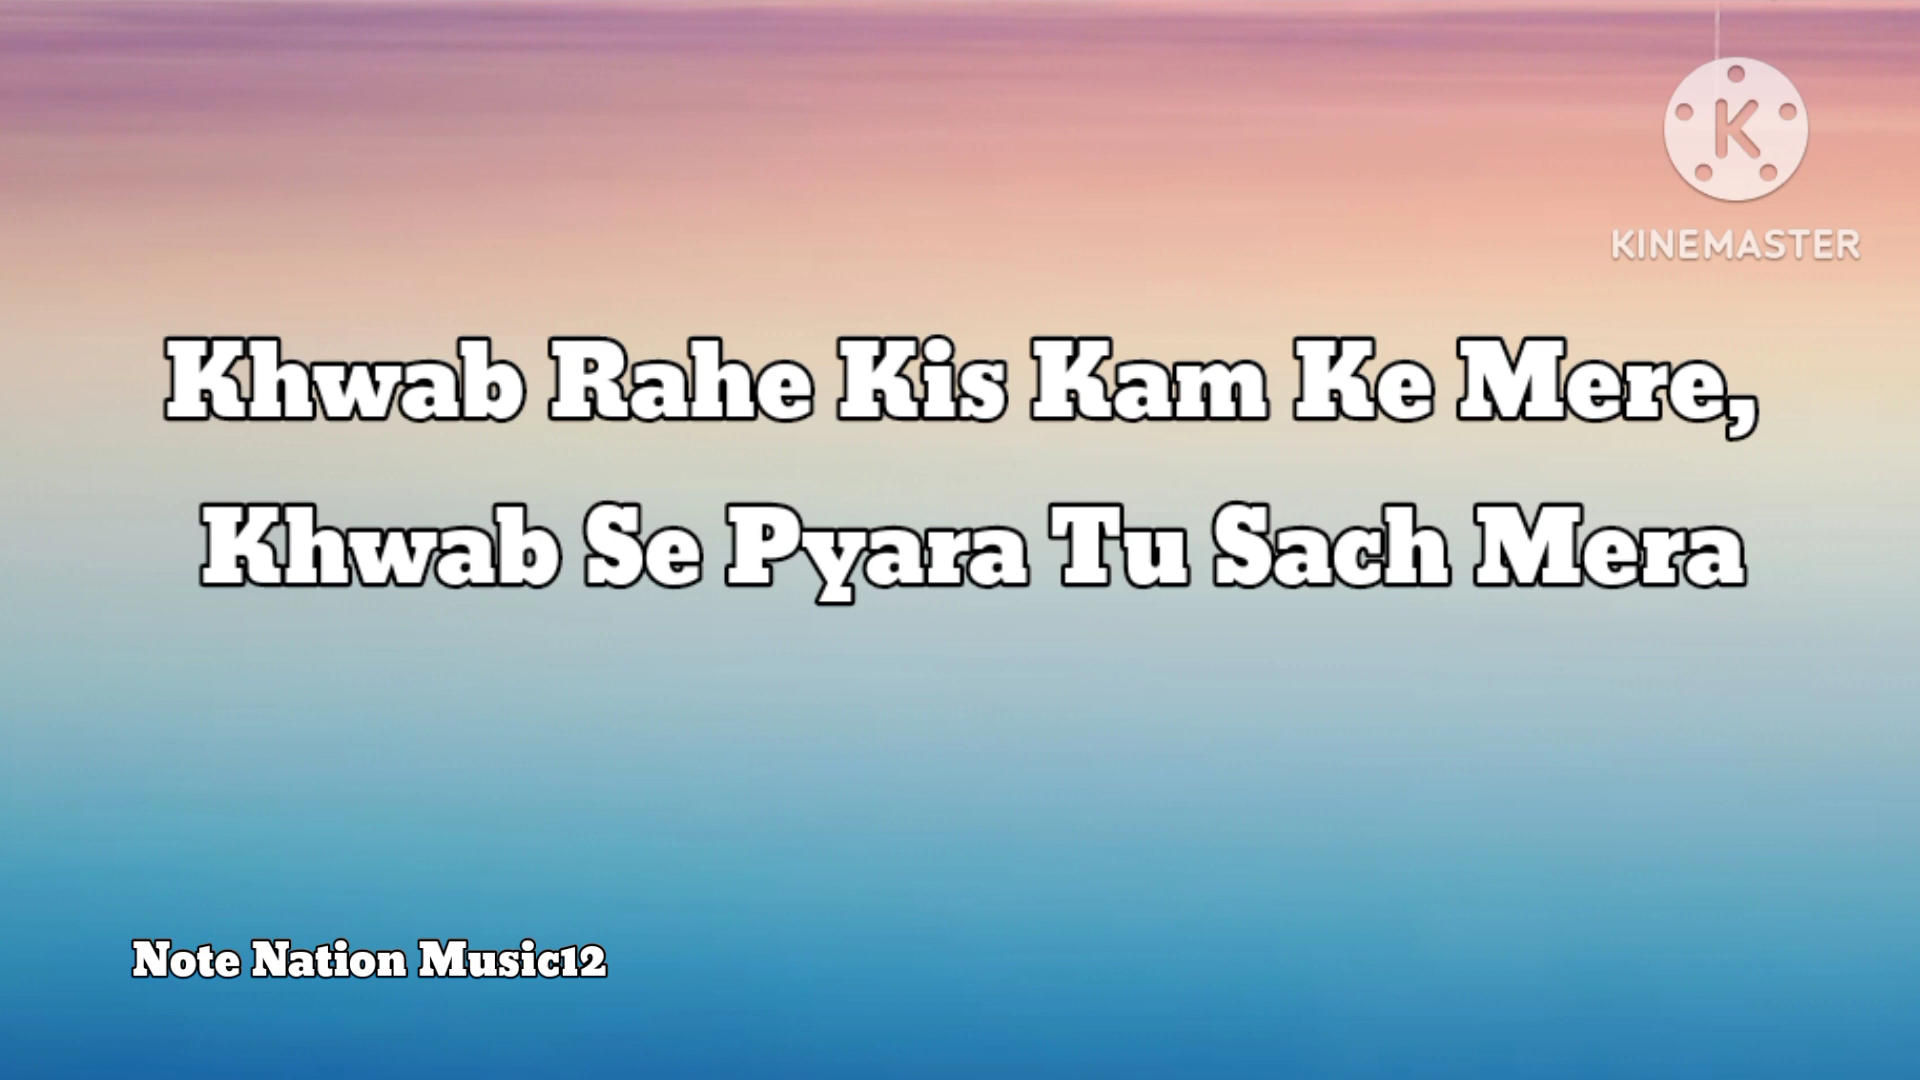 KINEMASTER
Khwab Rahe Kis Kam Ke Mere,
Khwab Se Pyara Tu Sach Mera
Note Nation Music12